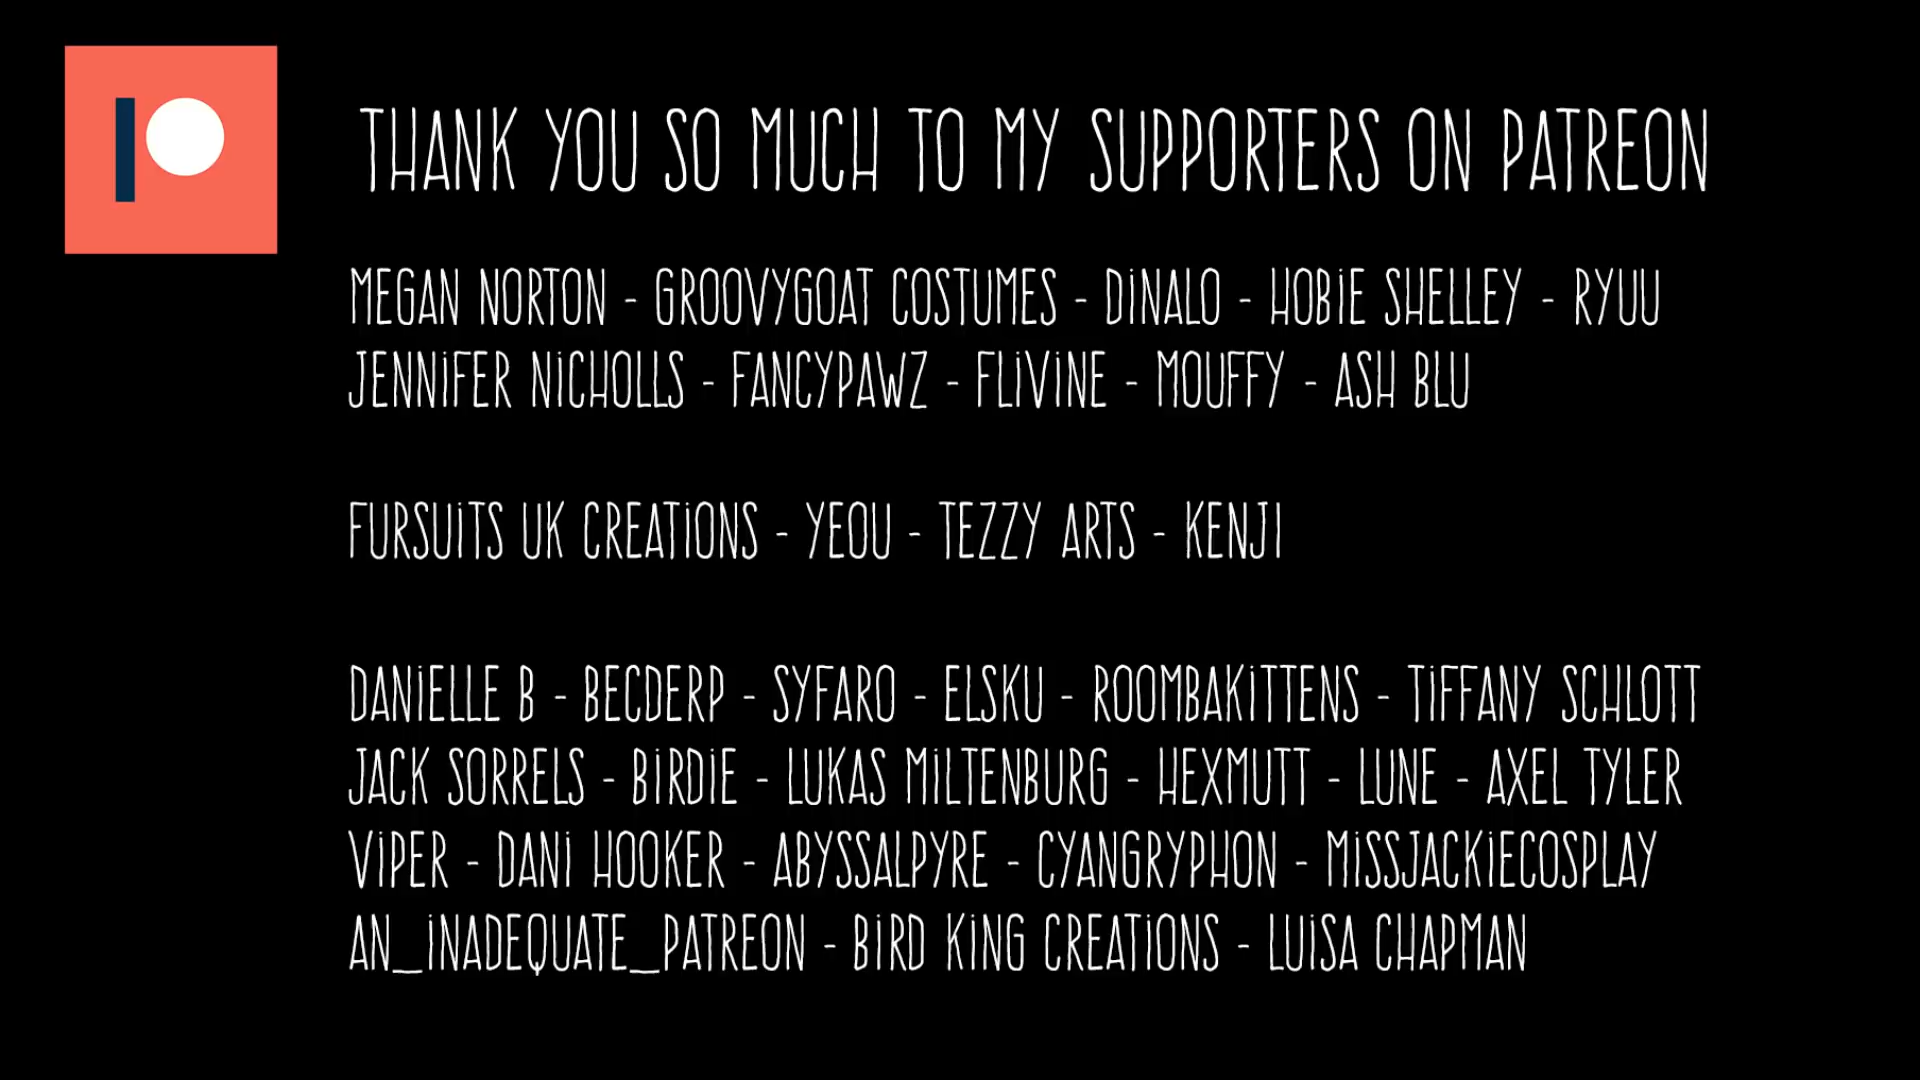 THANK YOU SO MUCH TO MY SUPPORTERS ON PATREON
MEGAN NORTON - GROOVYGOAT COSTUMES - DiNALO - HOBiE SHELLEY - RYUU
JENNiFER NiCHOLLS - FANCYPAWZ - FLiViNE - MOUFFY - ASH BLU
FURSUiTS UK CREATiONS - YEOU - TEZZY ARTS - KENJI
DANiELLE B - BECDERP - SYFARO - ELSKU - ROOMBAKiTTENS - TiFFANY SCHLOTT
JACK SORRELS - BiRDiE - LUKAS MiLTENBURG - HEXMUTT - LUNE - AXEL TYLER
ViPER - DANi HOOKER - ABYSSALPYRE - CYANGRYPHON - MiSSJACKiECOSPLAY
AN_iNADEQUATE_PATREON - BiRD KiNG CREATiONS - LUiSA CHAPMAN